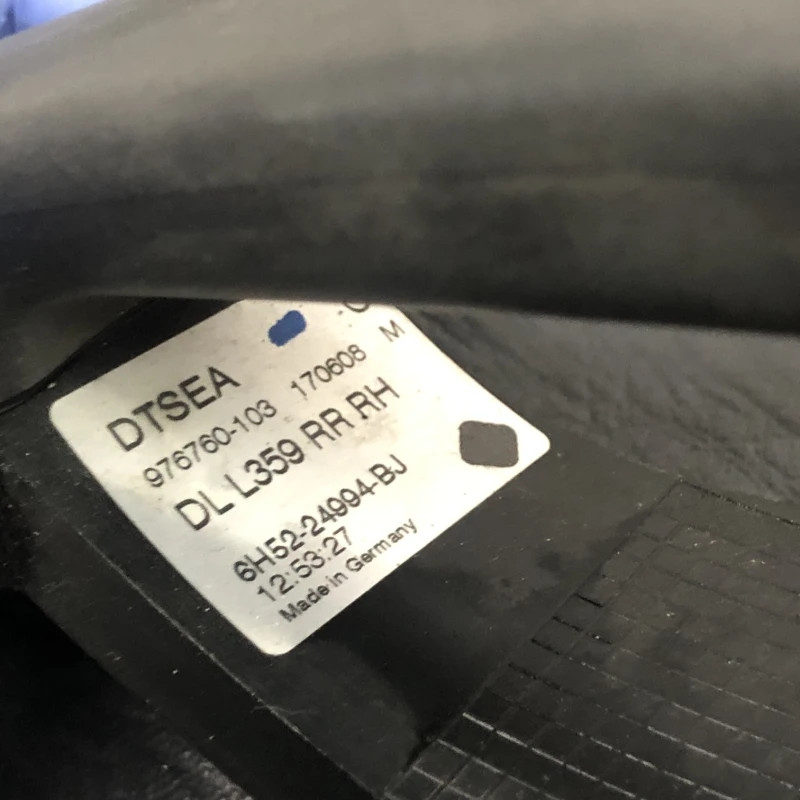 DTSEA
976760-103 170608 M
DL L359 RR RH
6H52-24994-BJ
12:53:27
Made in Germany